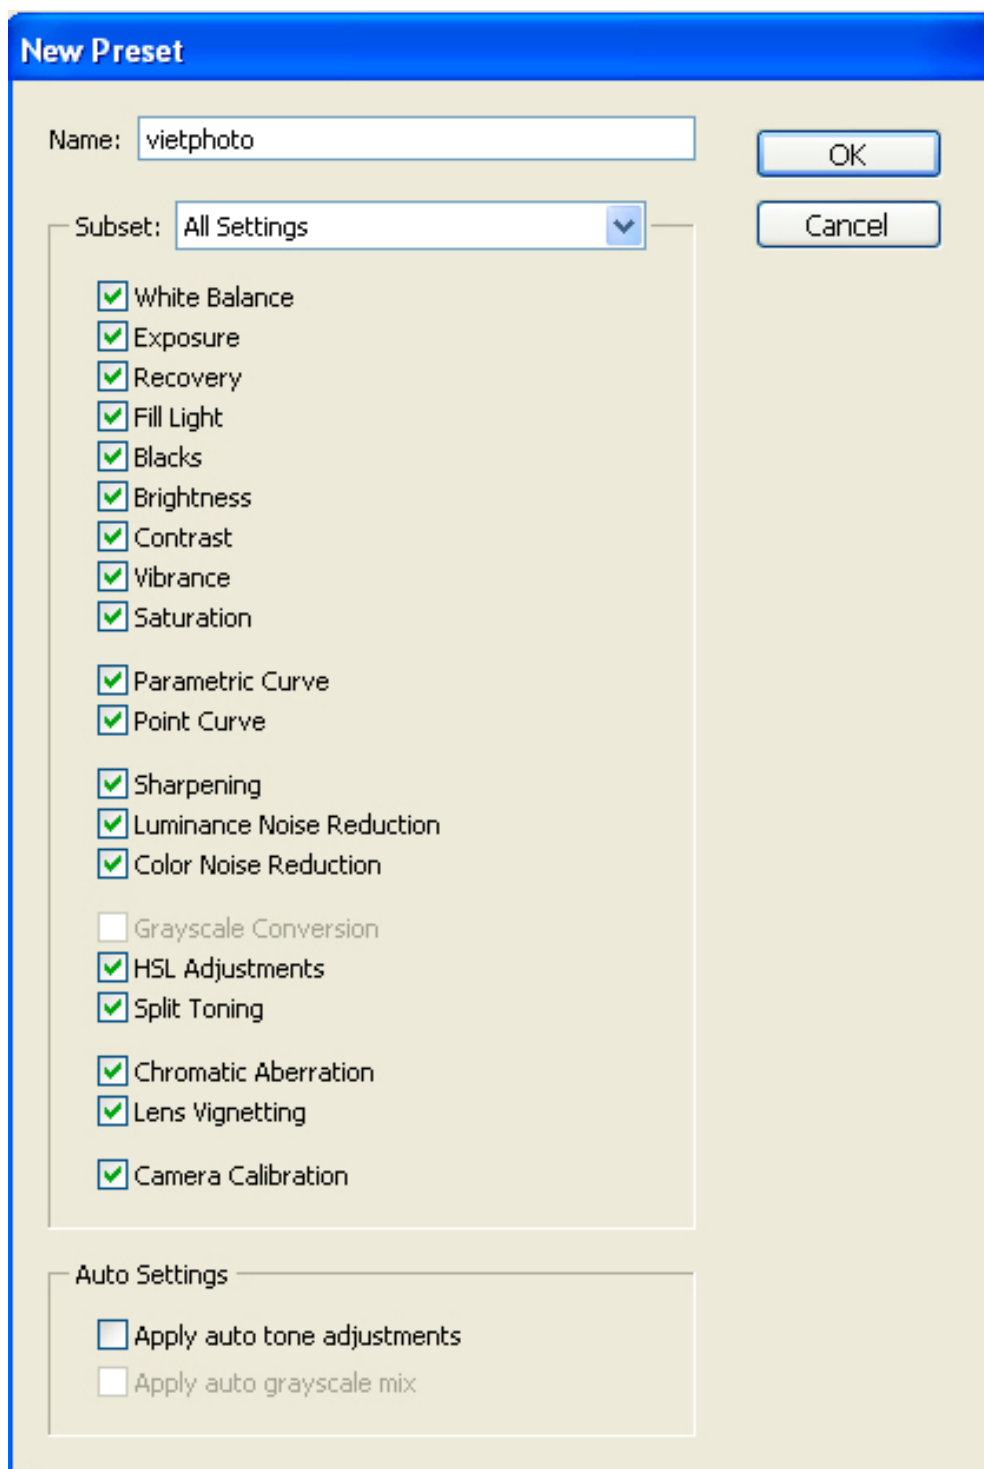 New Preset
Name: vietphoto
OK
Subset: All Settings
Cancel
White Balance
Exposure
Recovery
Fill Light
Blacks
Brightness
Contrast
Vibrance
Saturation
Parametric Curve
Point Curve
Sharpening
Luminance Noise Reduction
Color Noise Reduction
Grayscale Conversion
HSL Adjustments
Split Toning
Chromatic Aberration
Lens Vignetting
Camera Calibration
Auto Settings
Apply auto tone adjustments
Apply auto grayscale mix